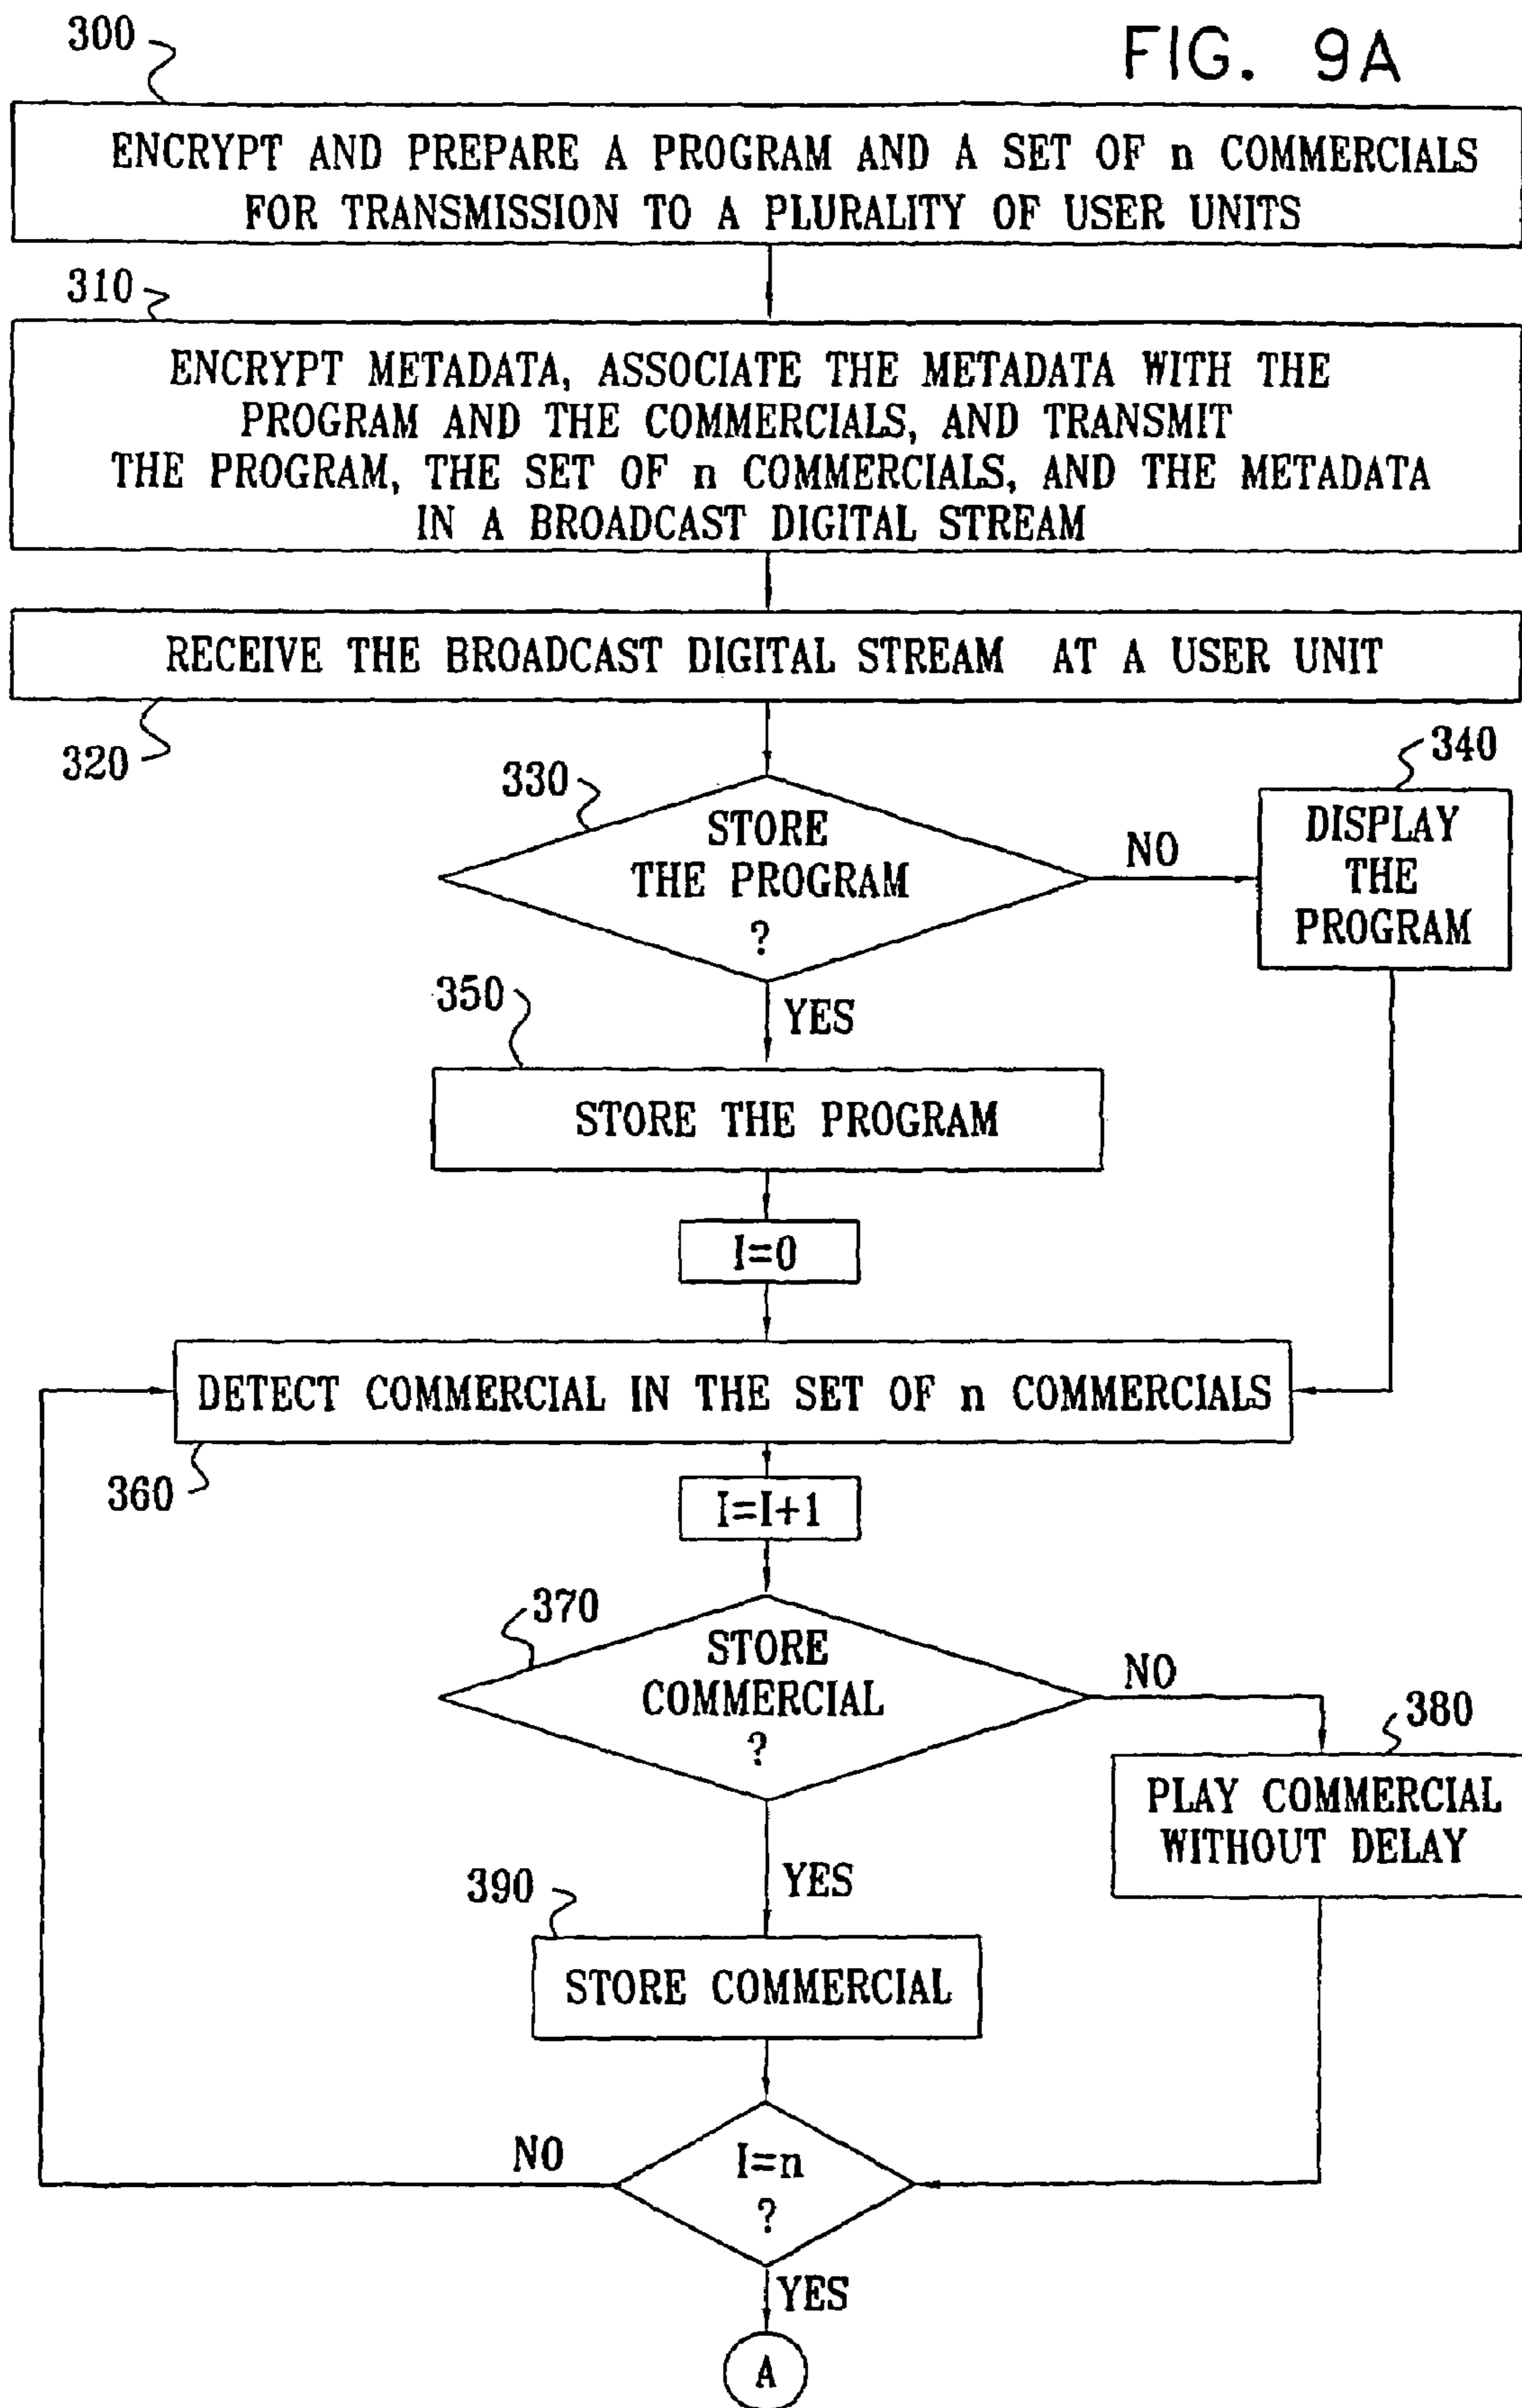 FIG. 9A
300
ENCRYPT AND PREPARE A PROGRAM AND A SET OF n COMMERCIALS
FOR TRANSMISSION TO A PLURALITY OF USER UNITS
310
ENCRYPT METADATA, ASSOCIATE THE METADATA WITH THE
PROGRAM AND THE COMMERCIALS, AND TRANSMIT
THE PROGRAM, THE SET OF n COMMERCIALS, AND THE METADATA
IN A BROADCAST DIGITAL STREAM
RECEIVE THE BROADCAST DIGITAL STREAM AT A USER UNIT
320
330
STORE
THE PROGRAM
?
NO
340
DISPLAY
THE
PROGRAM
YES
350
STORE THE PROGRAM
I=0
DETECT COMMERCIAL IN THE SET OF n COMMERCIALS
360
I=I+1
370
STORE
COMMERCIAL
?
NO
380
PLAY COMMERCIAL
WITHOUT DELAY
YES
390
STORE COMMERCIAL
I=n
?
NO
YES
A